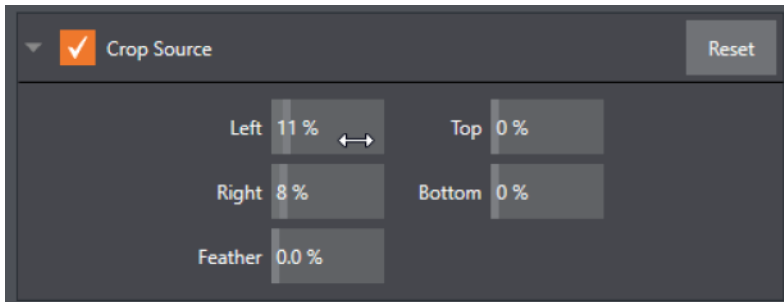 Crop Source Reset
Left 11 % Top 0 %
Right 8 % Bottom 0 %
Feather 0.0 %